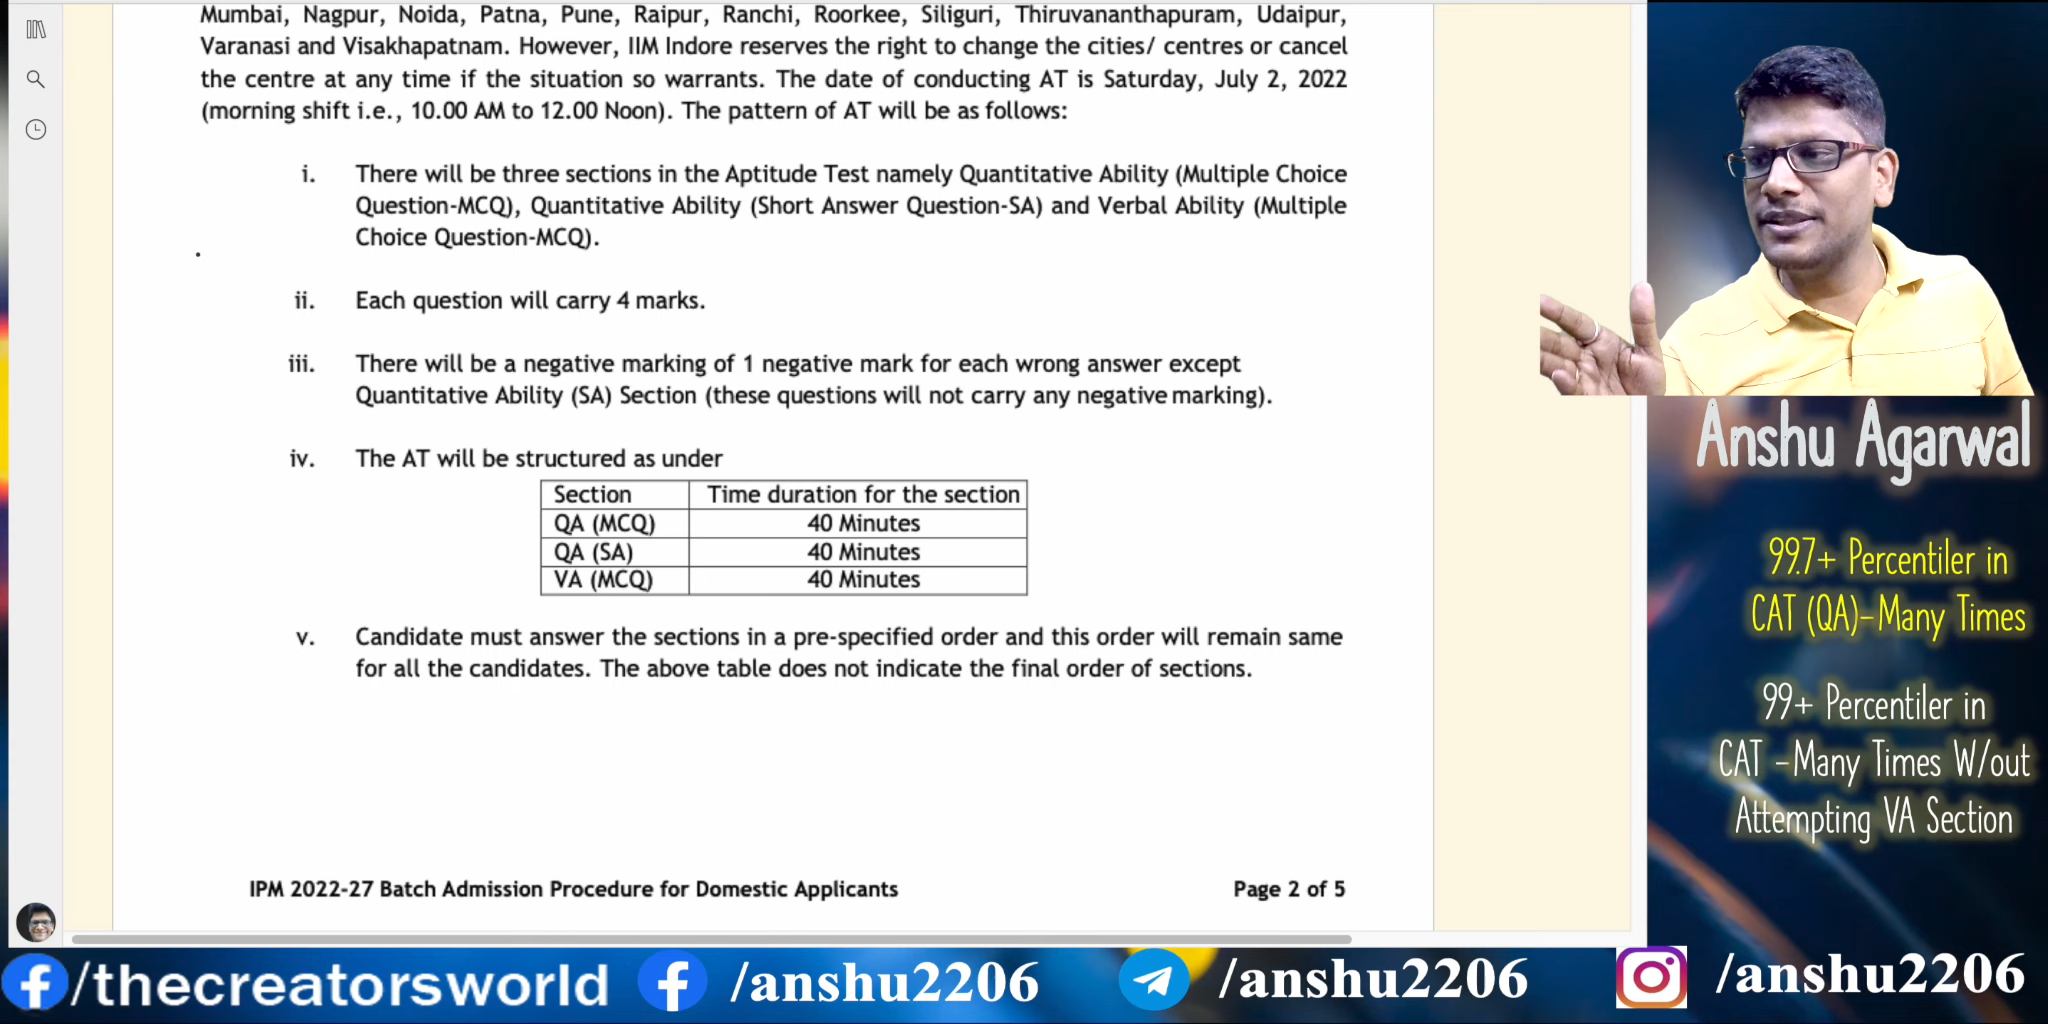 Mumbai, Nagpur, Noida, Patna, Pune, Raipur, Ranchi, Roorkee, Siliguri, Thiruvananthapuram, Udaipur,
Varanasi and Visakhapatnam. However, IIM Indore reserves the right to change the cities/ centres or cancel
the centre at any time if the situation so warrants. The date of conducting AT is Saturday, July 2, 2022
(morning shift i.e., 10.00 AM to 12.00 Noon). The pattern of AT will be as follows:
i. There will be three sections in the Aptitude Test namely Quantitative Ability (Multiple Choice
Question-MCQ), Quantitative Ability (Short Answer Question-SA) and Verbal Ability (Multiple
Choice Question-MCQ).
ii. Each question will carry 4 marks.
iii. There will be a negative marking of 1 negative mark for each wrong answer except
Quantitative Ability (SA) Section (these questions will not carry any negative marking).
iv. The AT will be structured as under
Section Time duration for the section
QA (MCQ) 40 Minutes
QA (SA) 40 Minutes
VA (MCQ) 40 Minutes
v. Candidate must answer the sections in a pre-specified order and this order will remain same
for all the candidates. The above table does not indicate the final order of sections.
IPM 2022-27 Batch Admission Procedure for Domestic Applicants Page 2 of 5
Anshu Agarwal
99.7+ Percentiler in
CAT (QA)-Many Times
99+ Percentiler in
CAT -Many Times W/out
Attempting VA Section
/thecreatorsworld /anshu2206 /anshu2206 /anshu2206